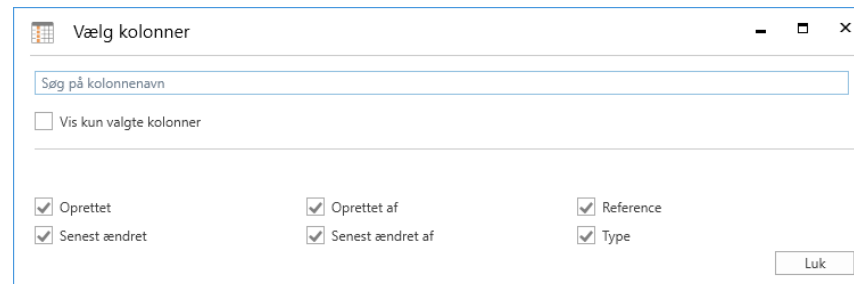 Vælg kolonner
Søg på kolonnenavn
Vis kun valgte kolonner
Oprettet Oprettet af Reference
Senest ændret Senest ændret af Type
Luk